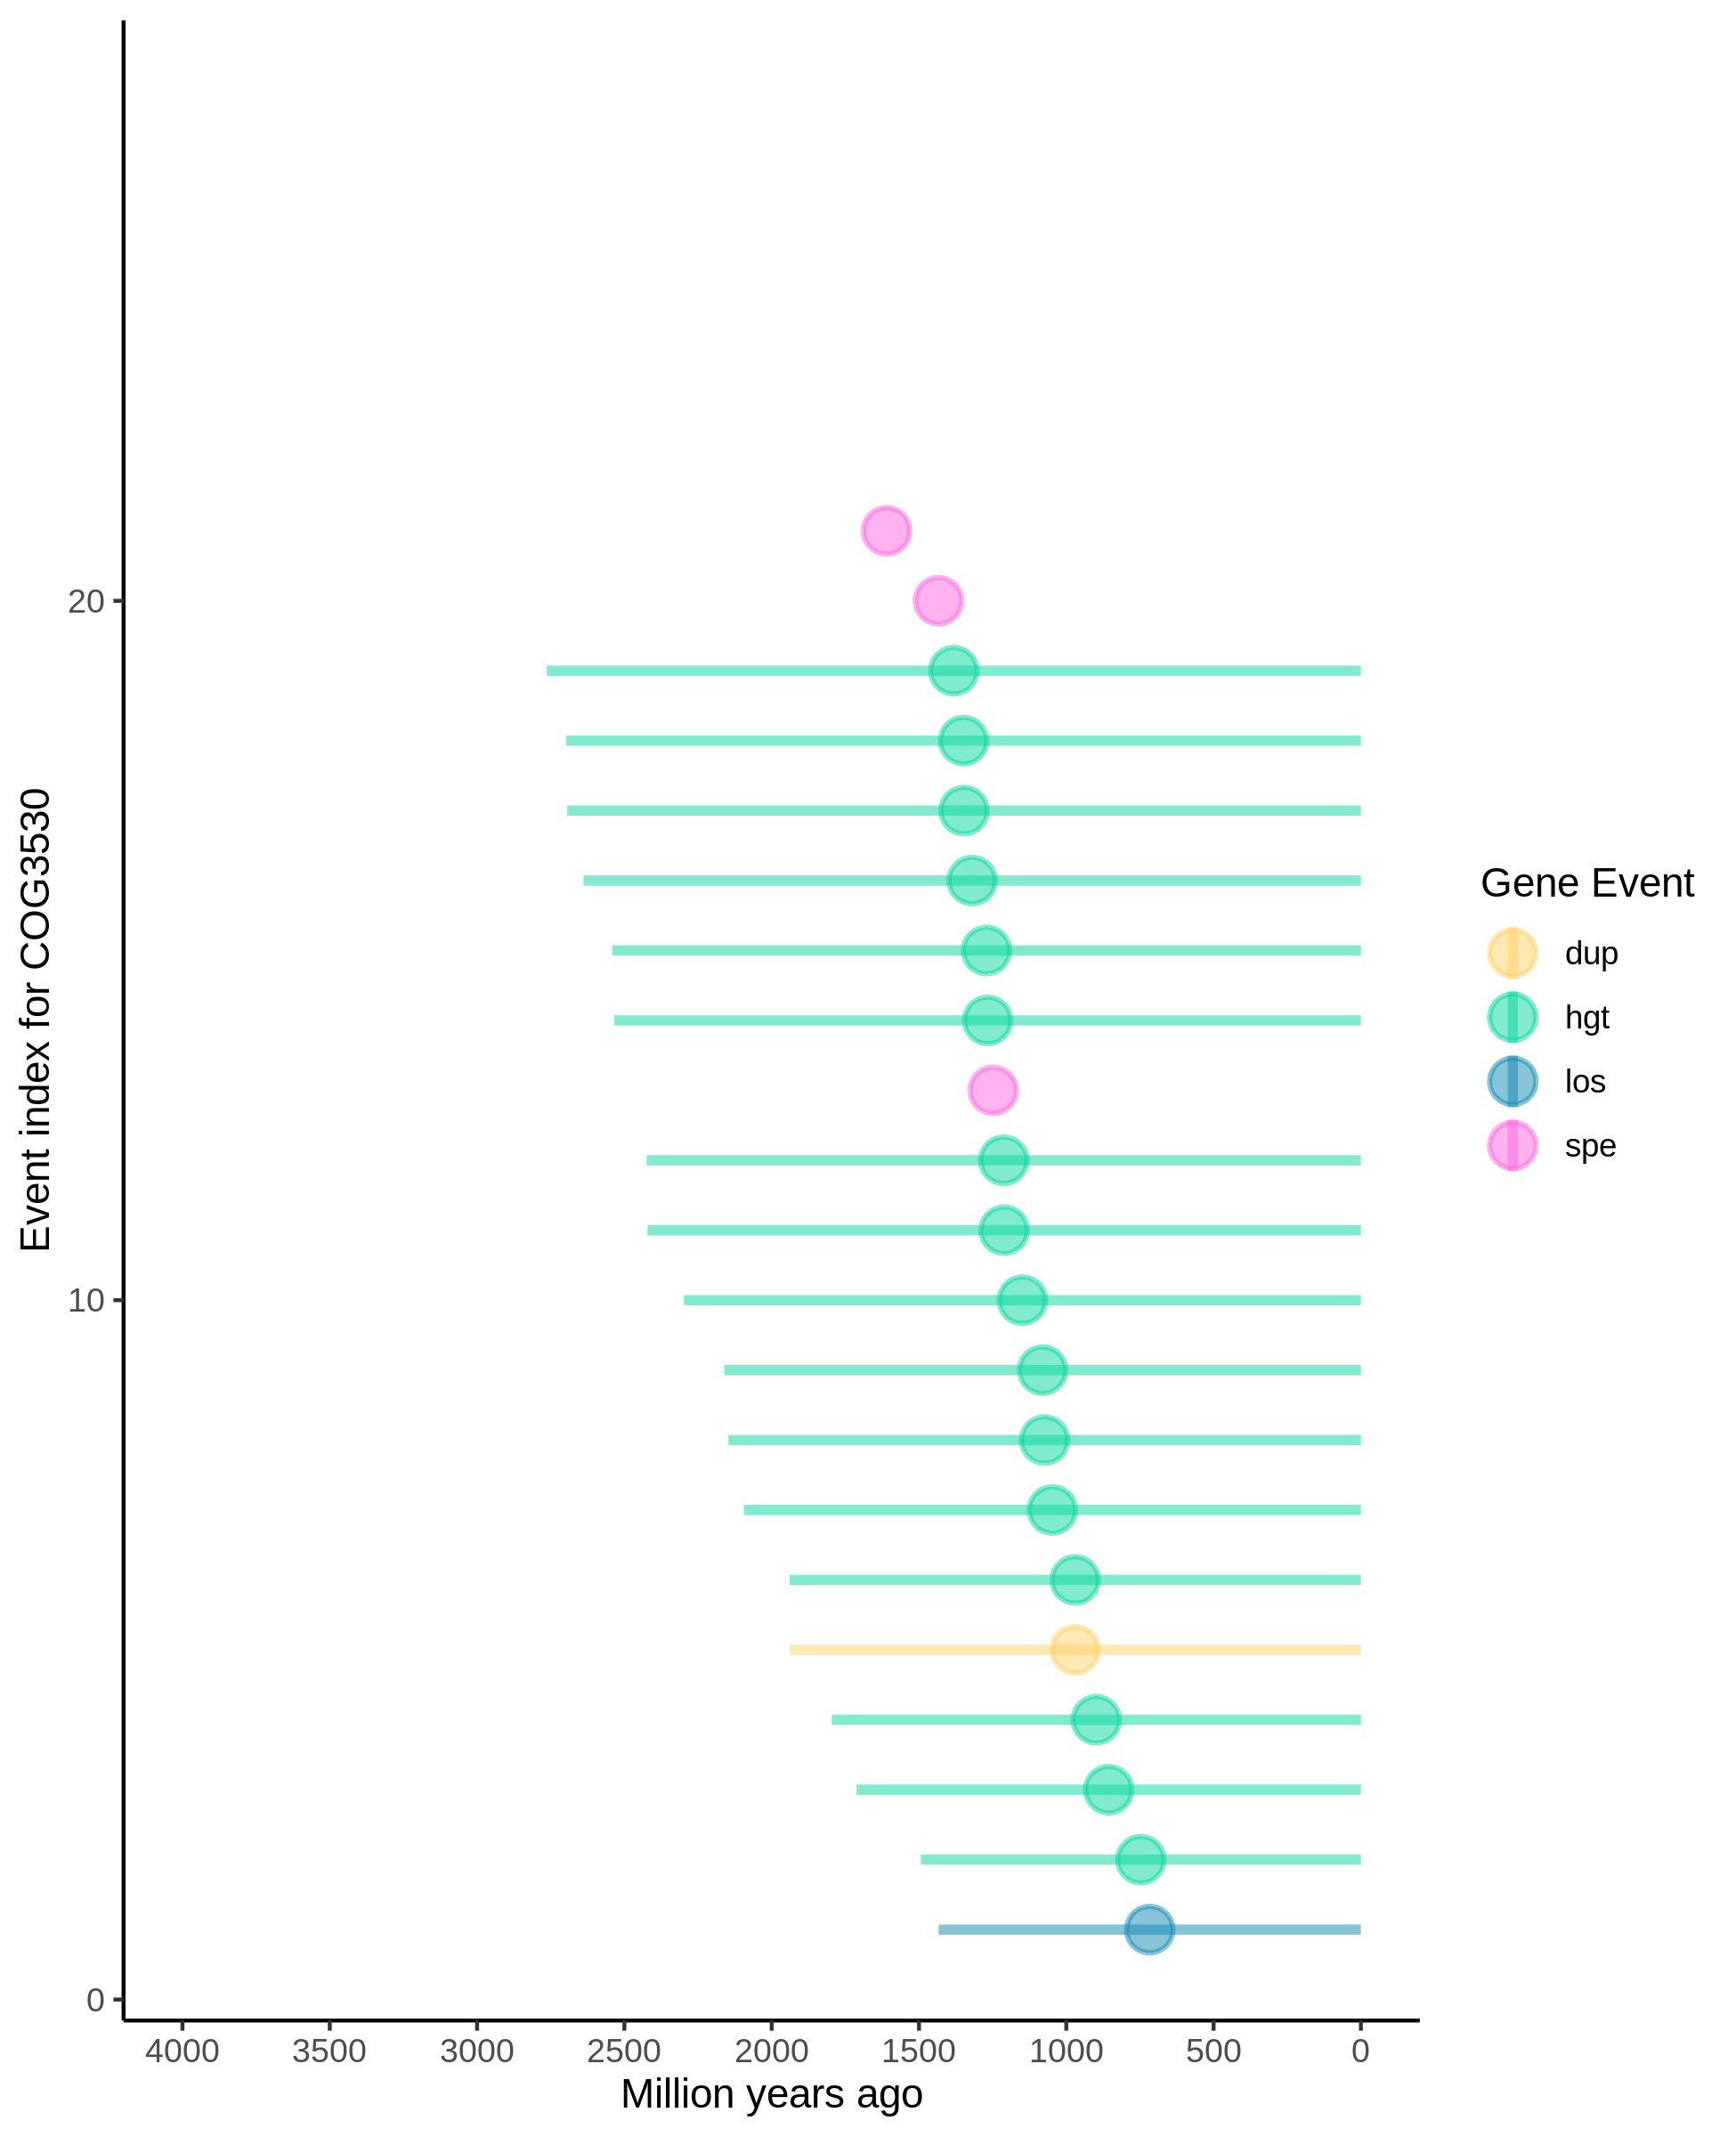 Event index for COG3530
20
10
0
4000 3500 3000 2500 2000 1500 1000 500 0
Million years ago
Gene Event
dup
hgt
los
spe